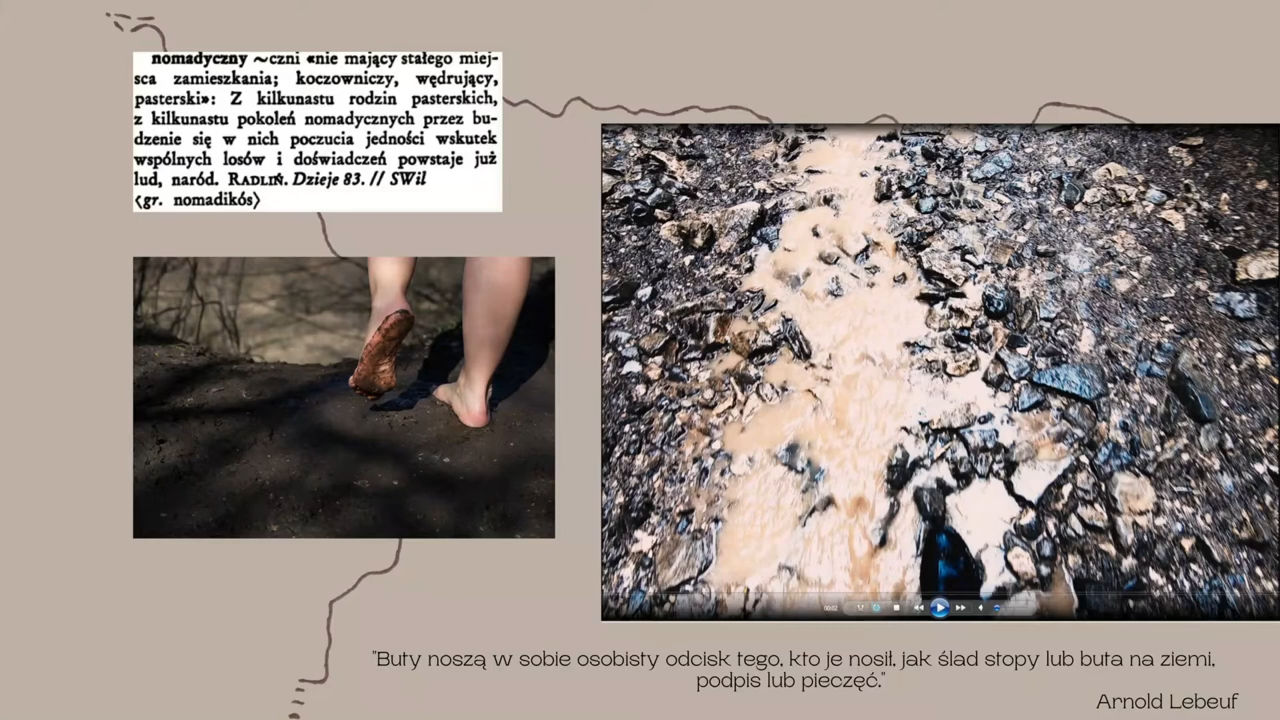 nomadyczny ~czni «nie mający stałego miej-
sca zamieszkania; koczowniczy, wędrujący,
pasterski»: Z kilkunastu rodzin pasterskich,
z kilkunastu pokoleń nomadycznych przez bu-
dzenie się w nich poczucia jedności wskutek
wspólnych losów i doświadczeń powstaje już
lud, naród. RADLIŃ. Dzieje 83. // SWil
<gr. nomadikós>
00:02
"Buty noszą w sobie osobisty odcisk tego, kto je nosił, jak ślad stopy lub buta na ziemi,
podpis lub pieczęć."
Arnold Lebeuf